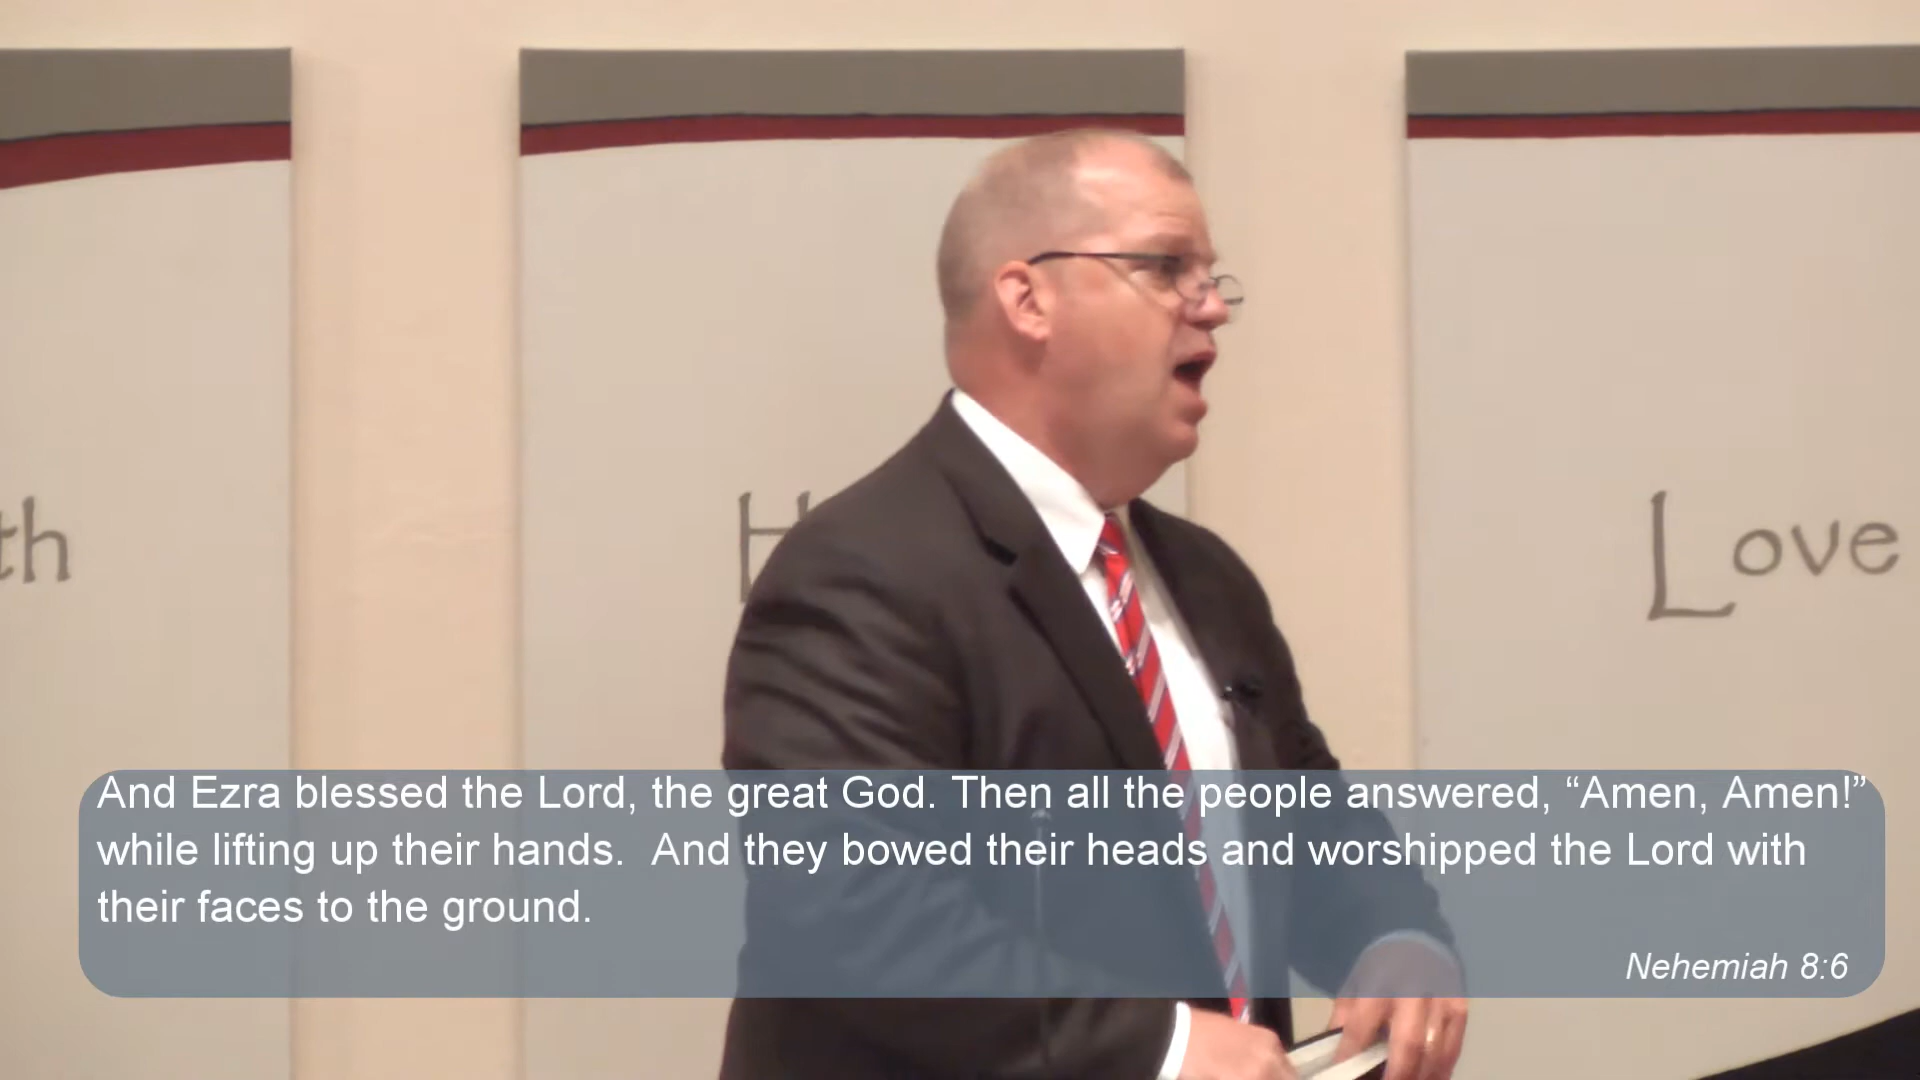 th
H
Love
And Ezra blessed the Lord, the great God. Then all the people answered, “Amen, Amen!”
while lifting up their hands.  And they bowed their heads and worshipped the Lord with
their faces to the ground.
Nehemiah 8:6